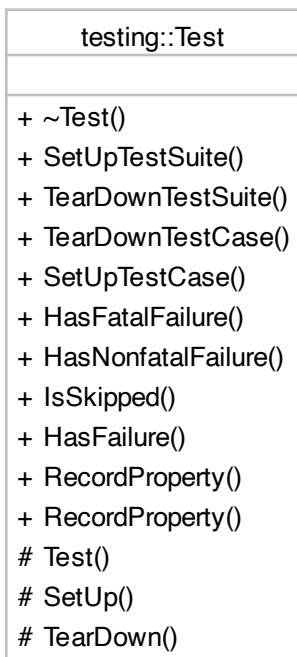 testing::Test
+ ~Test()
+ SetUpTestSuite()
+ TearDownTestSuite()
+ TearDownTestCase()
+ SetUpTestCase()
+ HasFatalFailure()
+ HasNonfatalFailure()
+ IsSkipped()
+ HasFailure()
+ RecordProperty()
+ RecordProperty()
# Test()
# SetUp()
# TearDown()